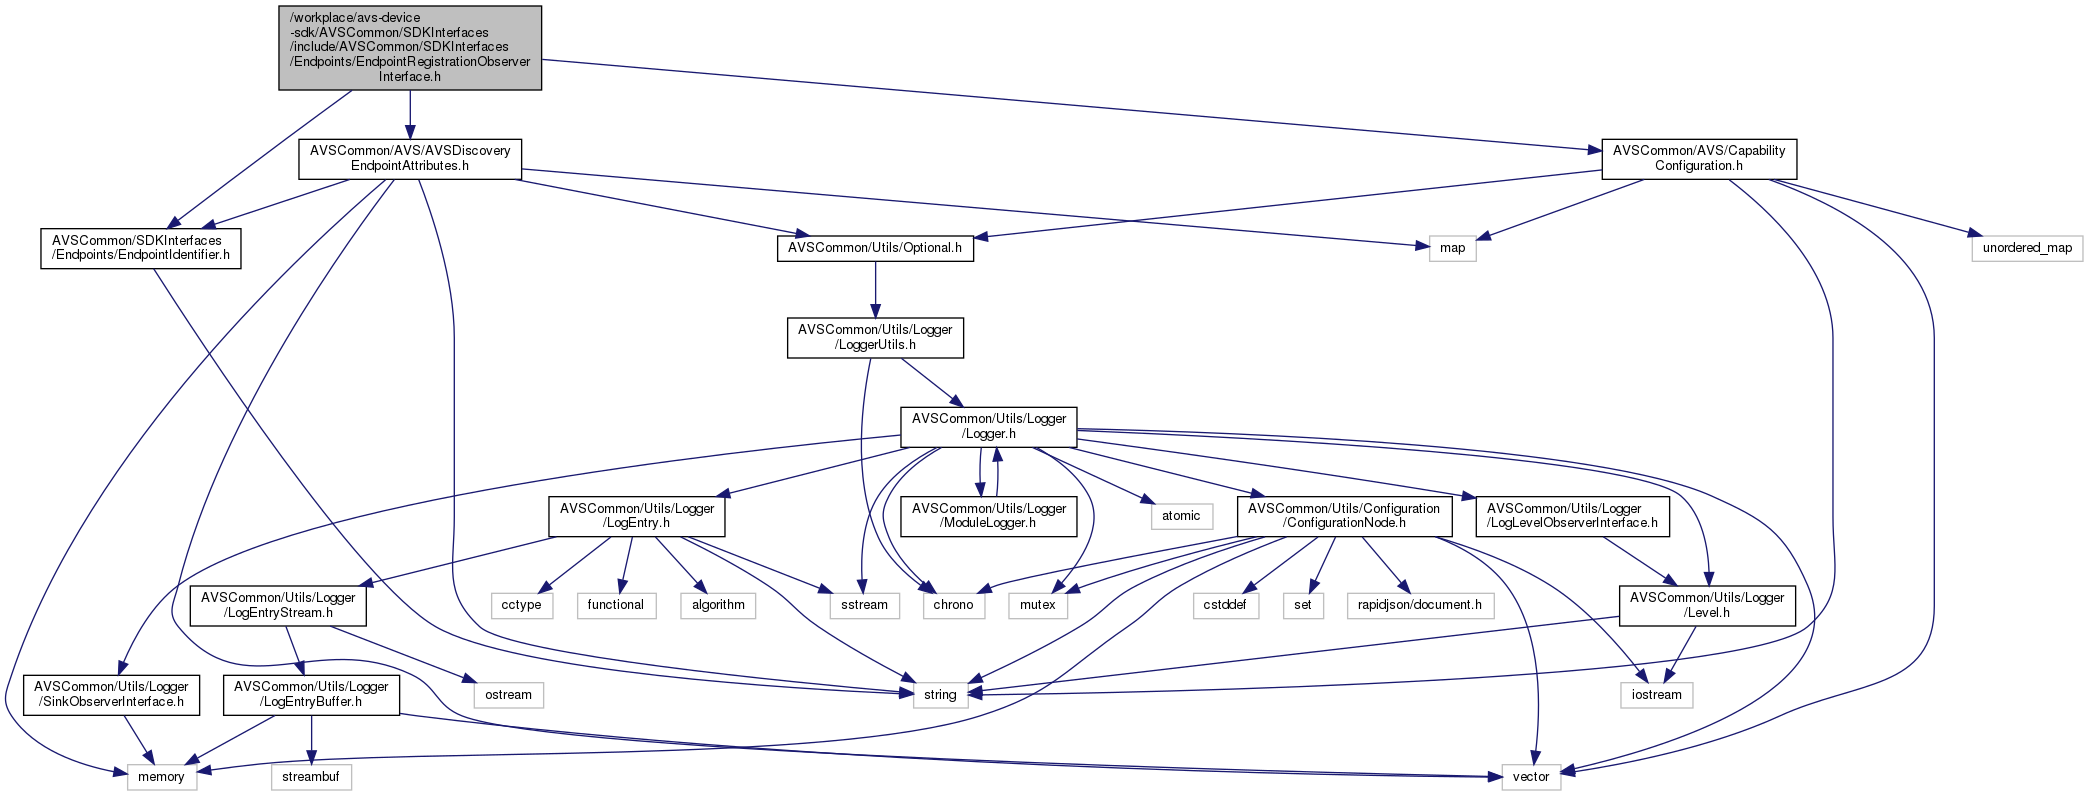 /workplace/avs-device
-sdk/AVSCommon/SDKInterfaces
/include/AVSCommon/SDKInterfaces
/Endpoints/EndpointRegistrationObserver
Interface.h
AVSCommon/AVS/AVSDiscovery
EndpointAttributes.h
AVSCommon/AVS/Capability
Configuration.h
AVSCommon/SDKInterfaces
/Endpoints/EndpointIdentifier.h
AVSCommon/Utils/Optional.h
map
unordered_map
AVSCommon/Utils/Logger
/LoggerUtils.h
AVSCommon/Utils/Logger
/Logger.h
AVSCommon/Utils/Logger
/LogEntry.h
AVSCommon/Utils/Logger
/ModuleLogger.h
atomic
AVSCommon/Utils/Configuration
/ConfigurationNode.h
AVSCommon/Utils/Logger
/LogLevelObserverInterface.h
AVSCommon/Utils/Logger
/LogEntryStream.h
cctype
functional
algorithm
sstream
chrono
mutex
cstddef
set
rapidjson/document.h
AVSCommon/Utils/Logger
/Level.h
AVSCommon/Utils/Logger
/SinkObserverInterface.h
AVSCommon/Utils/Logger
/LogEntryBuffer.h
ostream
string
iostream
memory
streambuf
vector